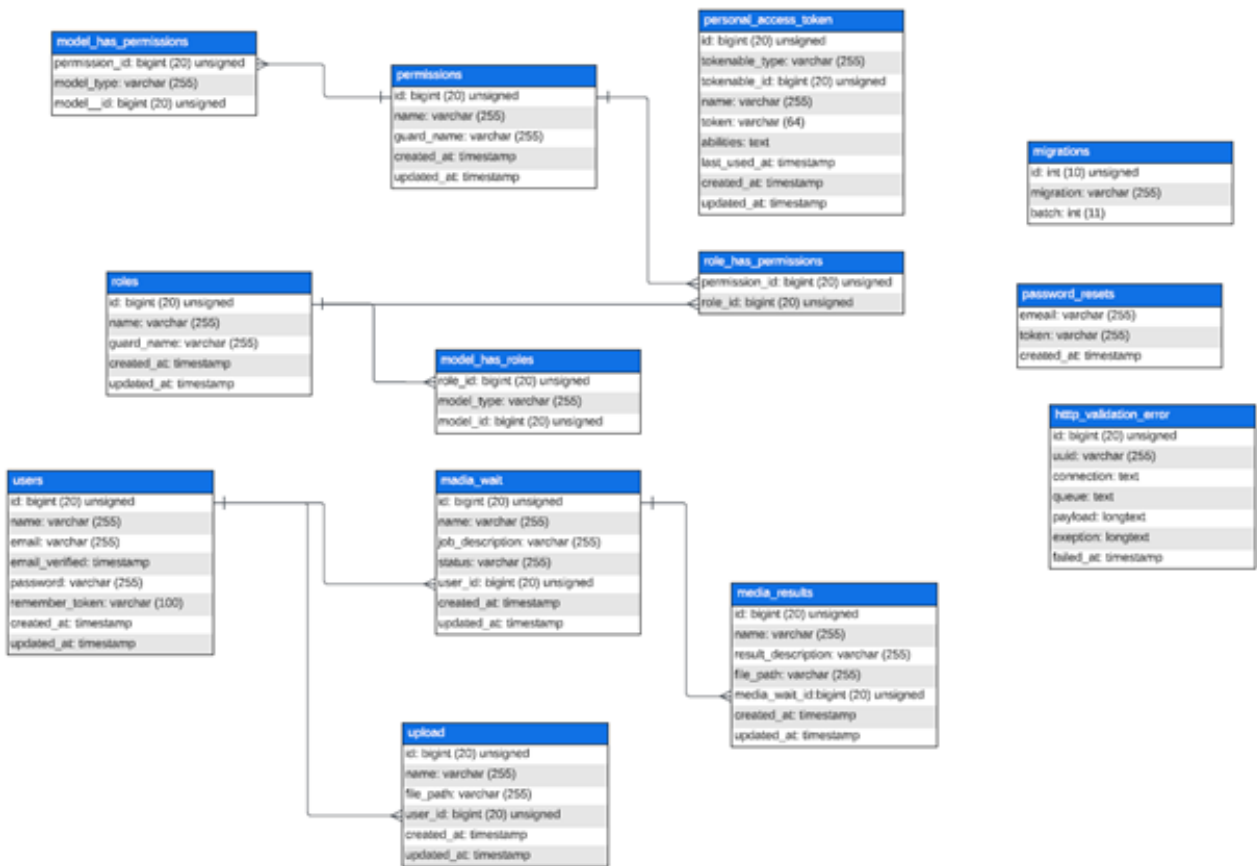 model_has_permissions
permission_id: bigint (20) unsigned
model_type: varchar (255)
model__id: bigint (20) unsigned
permissions
id: bigint (20) unsigned
name: varchar (255)
guard_name: varchar (255)
created_at: timestamp
updated_at: timestamp
personal_access_token
id: bigint (20) unsigned
tokenable_type: varchar (255)
tokenable_id: bigint (20) unsigned
name: varchar (255)
token: varchar (64)
abilities: text
last_used_at: timestamp
created_at: timestamp
updated_at: timestamp
migrations
id: int (10) unsigned
migration: varchar (255)
batch: int (11)
role_has_permissions
permission_id: bigint (20) unsigned
role_id: bigint (20) unsigned
roles
id: bigint (20) unsigned
name: varchar (255)
guard_name: varchar (255)
created_at: timestamp
updated_at: timestamp
password_resets
emeail: varchar (255)
token: varchar (255)
created_at: timestamp
model_has_roles
role_id: bigint (20) unsigned
model_type: varchar (255)
model_id: bigint (20) unsigned
http_validation_error
id: bigint (20) unsigned
uuid: varchar (255)
connection: text
queue: text
payload: longtext
exeption: longtext
failed_at: timestamp
users
id: bigint (20) unsigned
name: varchar (255)
email: varchar (255)
email_verified: timestamp
password: varchar (255)
remember_token: varchar (100)
created_at: timestamp
updated_at: timestamp
madia_wait
id: bigint (20) unsigned
name: varchar (255)
job_description: varchar (255)
status: varchar (255)
user_id: bigint (20) unsigned
created_at: timestamp
updated_at: timestamp
media_results
id: bigint (20) unsigned
name: varchar (255)
result_description: varchar (255)
file_path: varchar (255)
media_wait_id:bigint (20) unsigned
created_at: timestamp
updated_at: timestamp
upload
id: bigint (20) unsigned
name: varchar (255)
file_path: varchar (255)
user_id: bigint (20) unsigned
created_at: timestamp
updated_at: timestamp